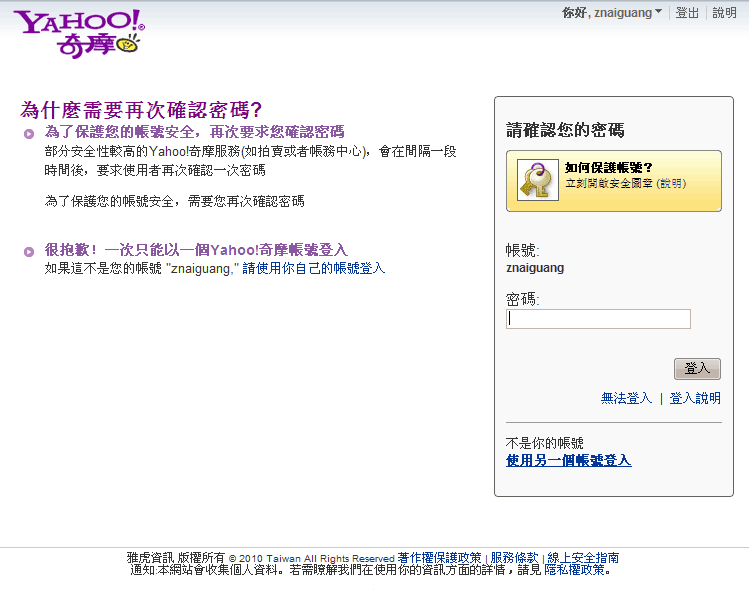 YAHOO!
奇摩
你好, znaiguang | 登出 | 說明
為什麼需要再次確認密碼?
為了保護您的帳號安全，再次要求您確認密碼
部分安全性較高的Yahoo!奇摩服務(如拍賣或者帳務中心)，會在間隔一段
時間後，要求使用者再次確認一次密碼
為了保護您的帳號安全，需要您再次確認密碼
很抱歉！一次只能以一個Yahoo!奇摩帳號登入
如果這不是您的帳號 "znaiguang," 請使用你自己的帳號登入
請確認您的密碼
如何保護帳號？
立刻開啟安全圖章 (說明)
帳號:
znaiguang
密碼:
登入
無法登入 | 登入說明
不是你的帳號
使用另一個帳號登入
雅虎資訊 版權所有 © 2010 Taiwan All Rights Reserved 著作權保護政策 | 服務條款 | 線上安全指南
通知:本網站會收集個人資料。若需瞭解我們在使用你的資訊方面的詳情，請見 隱私權政策。